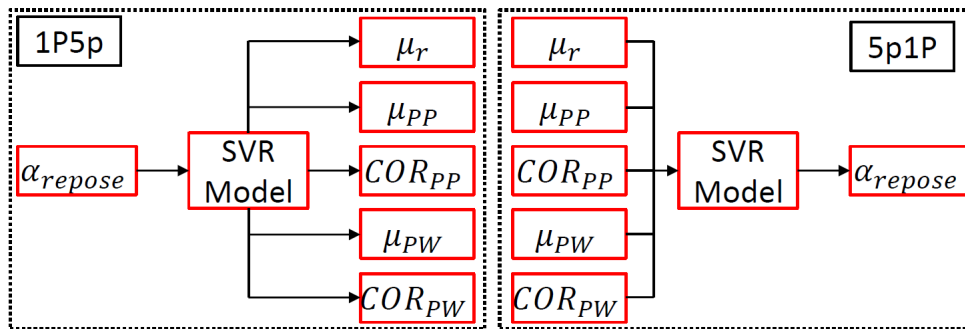 1P5p
α_repose
SVR
Model
μ_r
μ_PP
COR_PP
μ_PW
COR_PW
5p1P
μ_r
μ_PP
COR_PP
μ_PW
COR_PW
SVR
Model
α_repose